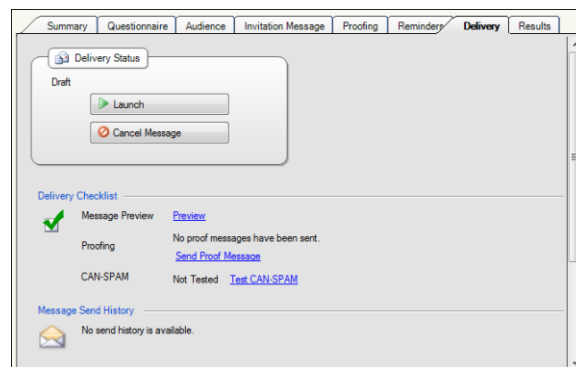 Summary Questionnaire Audience Invitation Message Proofing Reminders Delivery Results
Delivery Status
Draft
Launch
Cancel Message
Delivery Checklist
Message Preview Preview
Proofing No proof messages have been sent.
Send Proof Message
CAN-SPAM Not Tested Test CAN-SPAM
Message Send History
No send history is available.